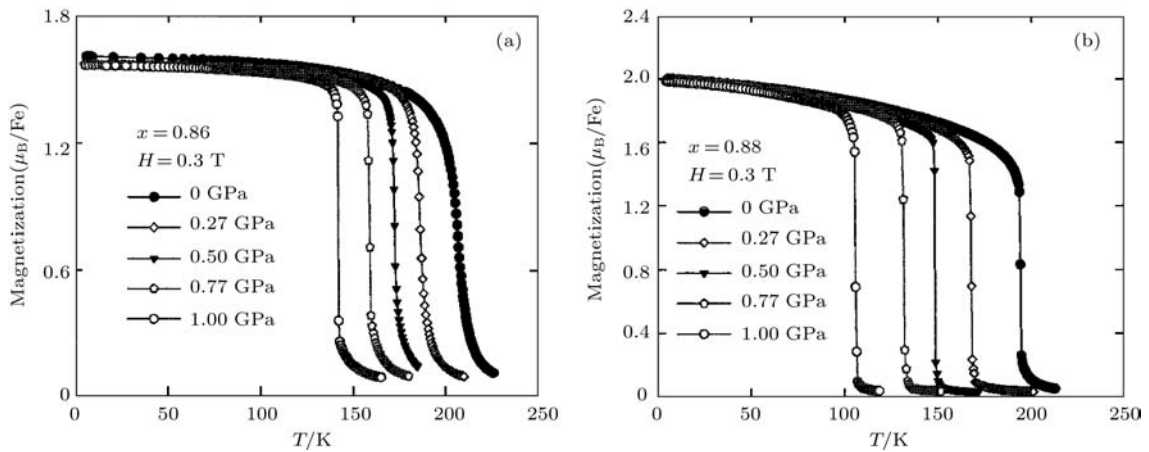 (a)
Magnetization(μB/Fe)
1.8
1.2
0.6
0
x = 0.86
H = 0.3 T
0 GPa
0.27 GPa
0.50 GPa
0.77 GPa
1.00 GPa
0 50 100 150 200 250
T/K
(b)
Magnetization(μB/Fe)
2.4
2.0
1.6
1.2
0.8
0.4
0
x = 0.88
H = 0.3 T
0 GPa
0.27 GPa
0.50 GPa
0.77 GPa
1.00 GPa
0 50 100 150 200 250
T/K